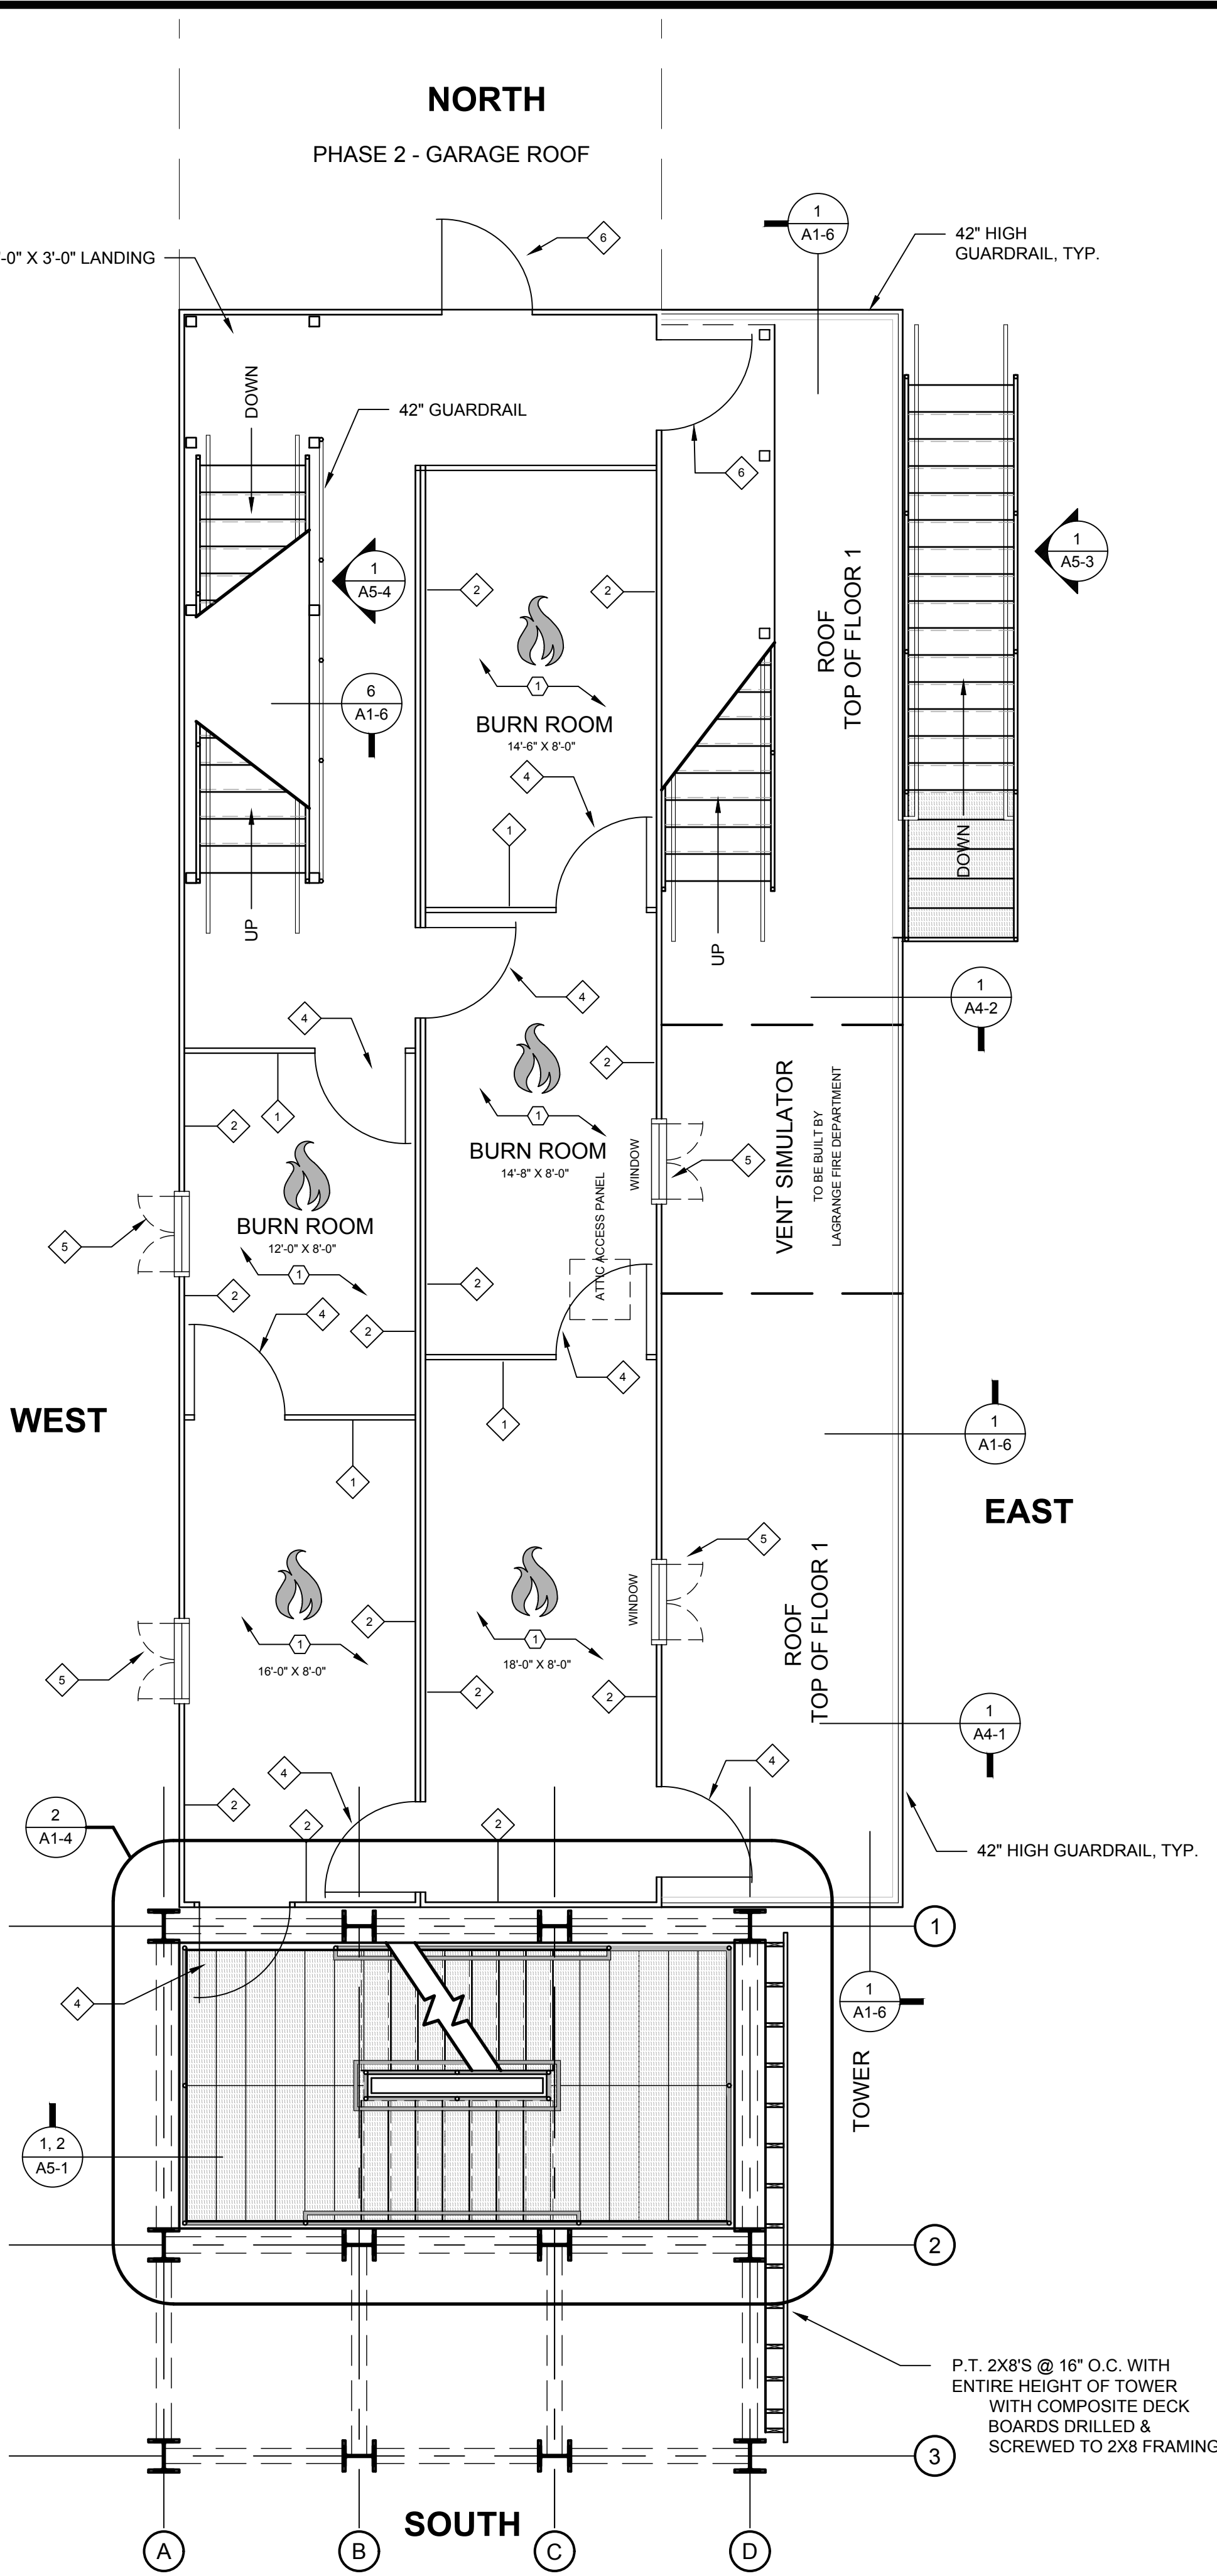 NORTH
PHASE 2 - GARAGE ROOF
1
A1-6
6
42" HIGH
GUARDRAIL, TYP.
-0" X 3'-0" LANDING
DOWN
42" GUARDRAIL
6
1
A5-4
1
A5-3
2
2
ROOF
TOP OF FLOOR 1
1
6
A1-6
BURN ROOM
14'-6" X 8'-0"
4
1
DOWN
UP
UP
4
1
A4-2
4
2
1
2
1
BURN ROOM
14'-8" X 8'-0"
WINDOW
5
VENT SIMULATOR
TO BE BUILT BY
LAGRANGE FIRE DEPARTMENT
ATTIC ACCESS PANEL
BURN ROOM
12'-0" X 8'-0"
5
1
2
2
4
2
4
WEST
1
1
1
A1-6
EAST
5
WINDOW
ROOF
TOP OF FLOOR 1
2
1
16'-0" X 8'-0"
1
18'-0" X 8'-0"
5
2
2
1
A4-1
4
4
2
2
2
2
A1-4
42" HIGH GUARDRAIL, TYP.
1
4
1
A1-6
TOWER
1, 2
A5-1
2
P.T. 2X8'S @ 16" O.C. WITH
ENTIRE HEIGHT OF TOWER
WITH COMPOSITE DECK
BOARDS DRILLED &
SCREWED TO 2X8 FRAMING
3
SOUTH
A
B
C
D